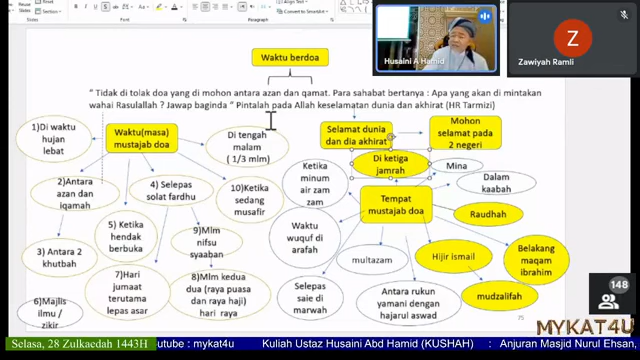 Waktu berdoa
" Tidak di tolak doa yang di mohon antara azan dan qamat. Para sahabat bertanya : Apa yang akan di mintakan
wahai Rasulallah ? Jawap baginda " Pintalah pada Allah keselamatan dunia dan akhirat (HR Tarmizi)
1)Di waktu
hujan
lebat
Waktu(masa)
mustajab doa
Di tengah
malam
( 1/3 mlm)
Selamat dunia
dan dia akhirat
Mohon
selamat pada
2 negeri
Di ketiga
jamrah
2)Antara
azan dan
iqamah
4) Selepas
solat fardhu
10)Ketika
sedang
musafir
Ketika
minum
air zam
zam
Tempat
mustajab doa
Mina
Dalam
kaabah
Raudhah
3) Antara 2
khutbah
5) Ketika
hendak
berbuka
9)Mlm
nifsu
syaaban
Waktu
wuquf di
arafah
multazam
Hijir ismail
Belakang
maqam
ibrahim
7)Hari
jumaat
terutama
lepas asar
8)Mlm kedua
dua (raya puasa
dan raya haji)
hari raya
6)Majlis
ilmu /
zikir
Selepas
saie di
marwah
Antara rukun
yamani dengan
hajarul aswad
mudzalifah
75
Husaini A Hamid
Z
Zawiyah Ramli
148
MYKAT4U
Selasa, 28 Zulkaedah 1443H
utube : mykat4u
Kuliah Ustaz Husaini Abd Hamid (KUSHAH)
Anjuran Masjid Nurul Ehsan,